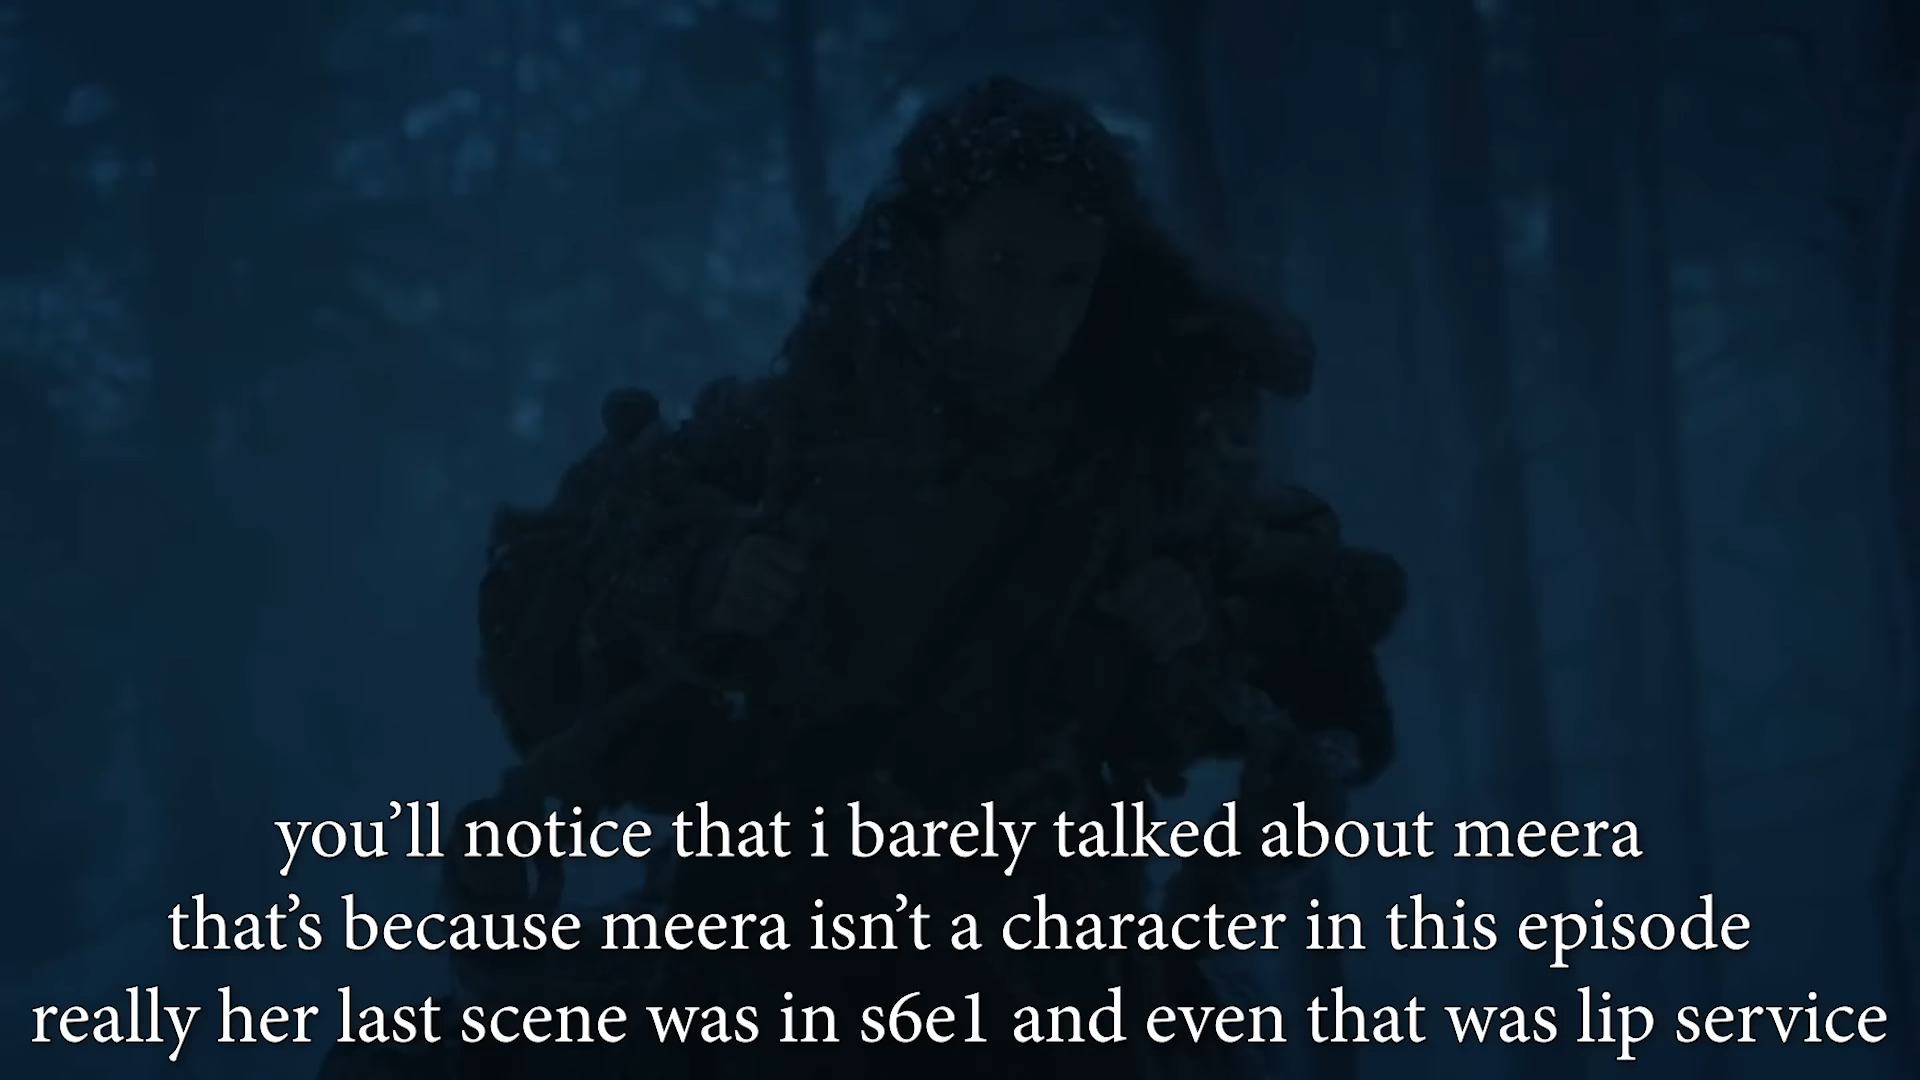 you’ll notice that i barely talked about meera
that’s because meera isn’t a character in this episode
really her last scene was in s6e1 and even that was lip service